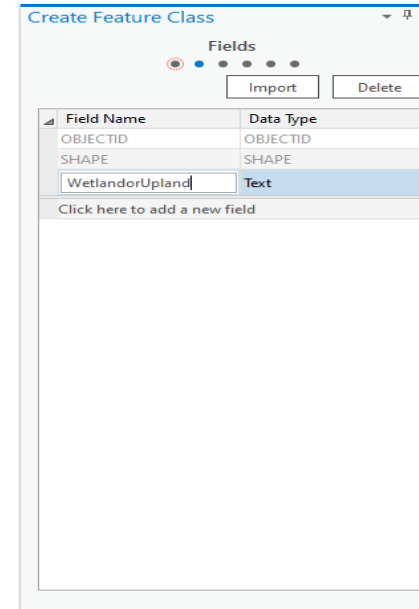 Create Feature Class
Fields
Import Delete
Field Name Data Type
OBJECTID OBJECTID
SHAPE SHAPE
WetlandorUpland Text
Click here to add a new field